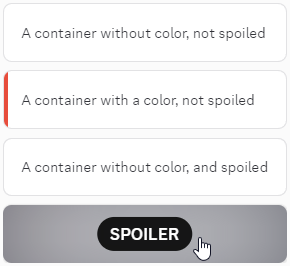 A container without color, not spoiled
A container with a color, not spoiled
A container without color, and spoiled
SPOILER